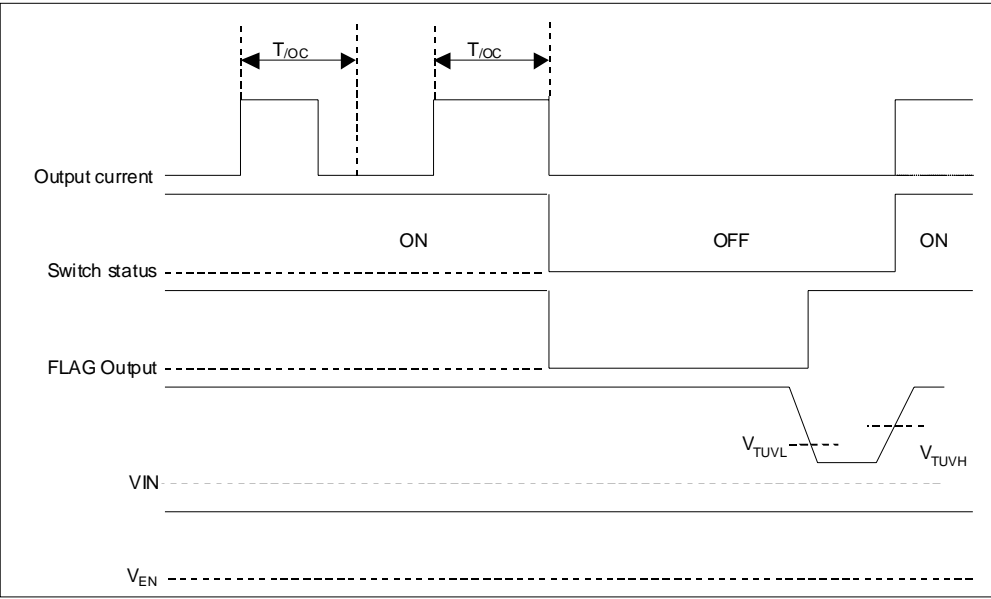 T/OC T/OC
Output current
ON OFF ON
Switch status
FLAG Output
VTUVL VTUVH
VIN
VEN